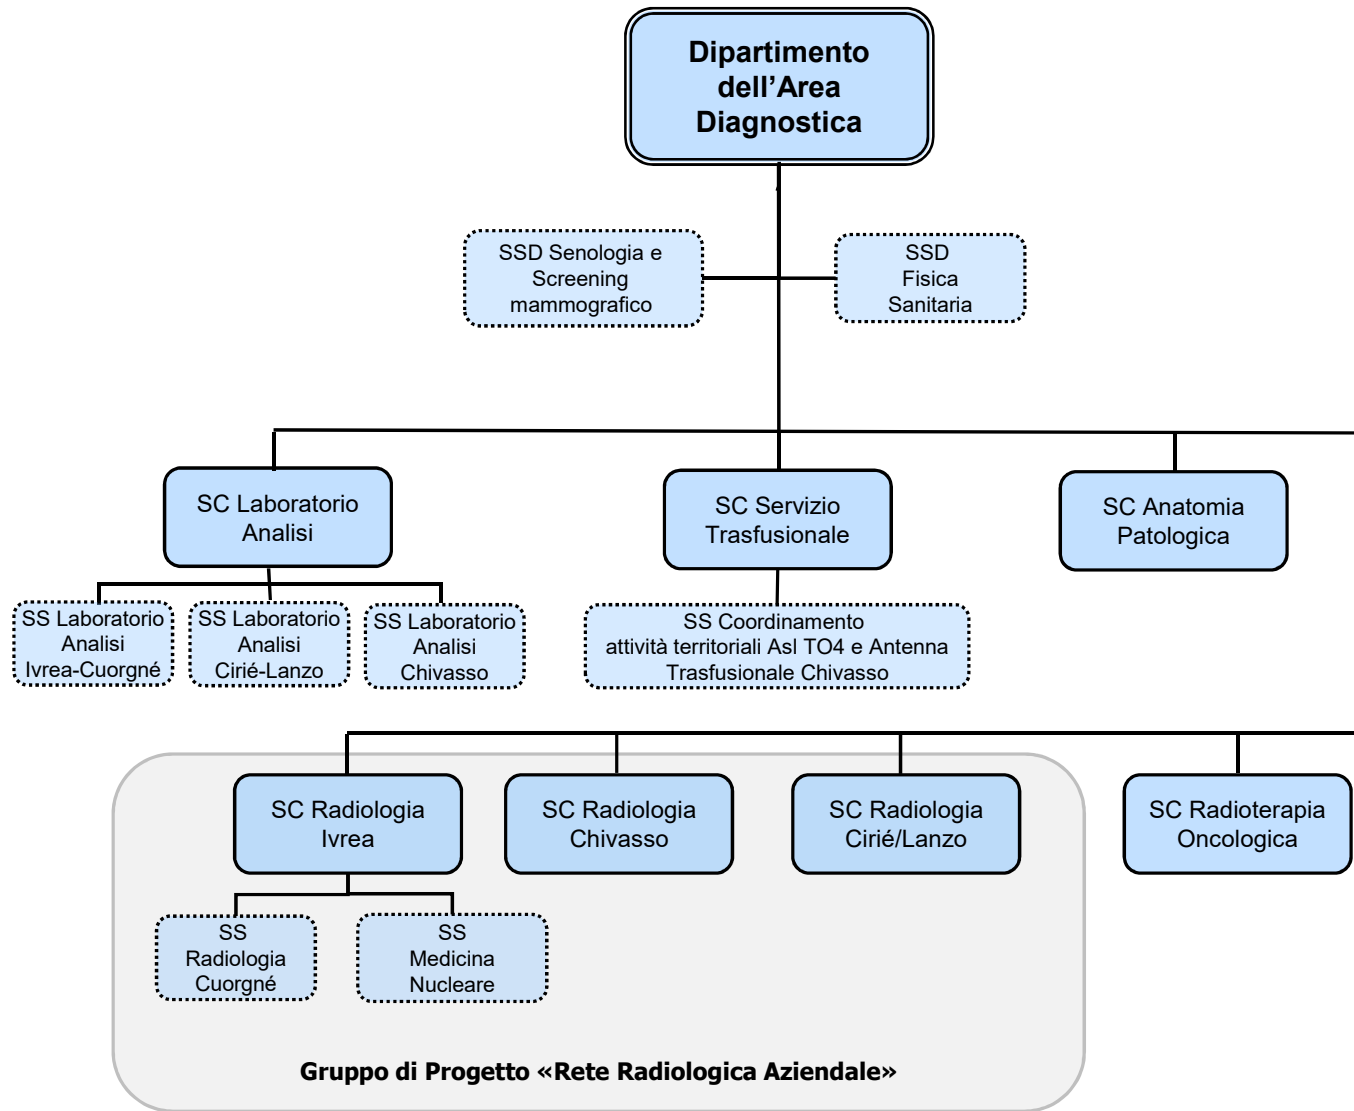 Dipartimento
dell’Area
Diagnostica
SSD Senologia e
Screening
mammografico
SSD
Fisica
Sanitaria
SC Laboratorio
Analisi
SC Servizio
Trasfusionale
SC Anatomia
Patologica
SS Laboratorio
Analisi
Ivrea-Cuorgné
SS Laboratorio
Analisi
Cirié-Lanzo
SS Laboratorio
Analisi
Chivasso
SS Coordinamento
attività territoriali Asl TO4 e Antenna
Trasfusionale Chivasso
SC Radiologia
Ivrea
SC Radiologia
Chivasso
SC Radiologia
Cirié/Lanzo
SC Radioterapia
Oncologica
SS
Radiologia
Cuorgné
SS
Medicina
Nucleare
Gruppo di Progetto «Rete Radiologica Aziendale»